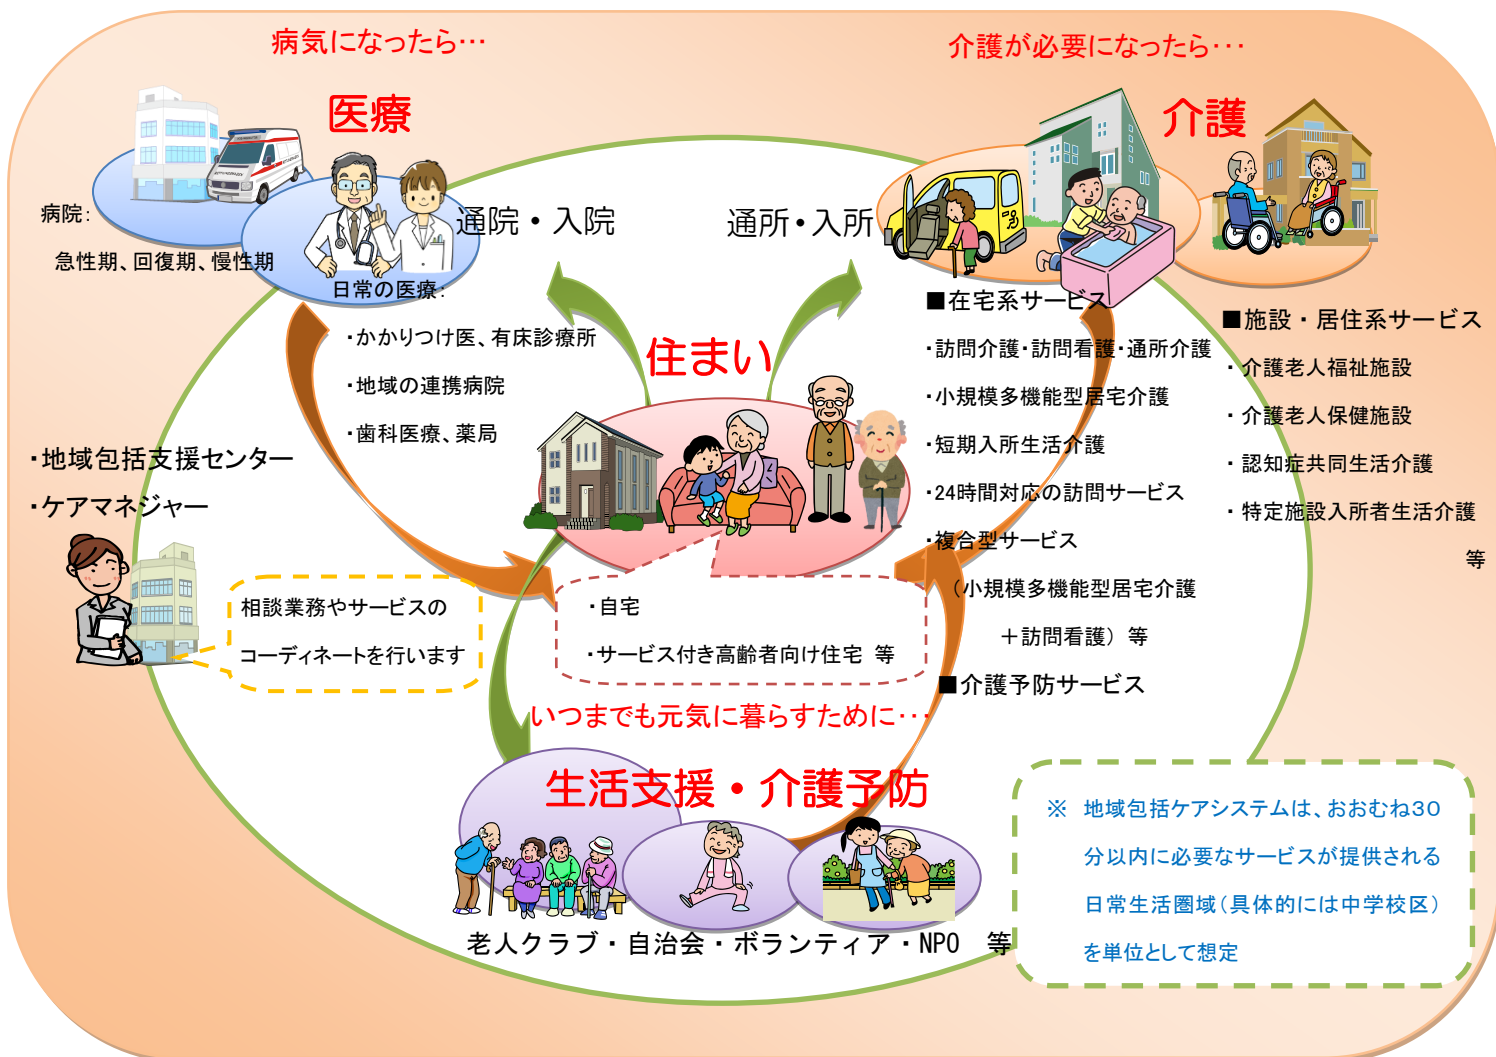 病気になったら…
医療
病院：
急性期、回復期、慢性期
通院・入院
日常の医療：
・かかりつけ医、有床診療所
・地域の連携病院
・歯科医療、薬局
介護が必要になったら・・・
介護
通所・入所
■在宅系サービス
・訪問介護・訪問看護・通所介護
・小規模多機能型居宅介護
・短期入所生活介護
・24時間対応の訪問サービス
・複合型サービス
（小規模多機能型居宅介護
＋訪問看護） 等
■介護予防サービス
■施設・居住系サービス
・介護老人福祉施設
・介護老人保健施設
・認知症共同生活介護
・特定施設入所者生活介護
等
住まい
・自宅
・サービス付き高齢者向け住宅 等
・地域包括支援センター
・ケアマネジャー
相談業務やサービスの
コーディネートを行います
いつまでも元気に暮らすために・・・
生活支援・介護予防
老人クラブ・自治会・ボランティア・NPO 等
※ 地域包括ケアシステムは、おおむね30
分以内に必要なサービスが提供される
日常生活圏域（具体的には中学校区）
を単位として想定